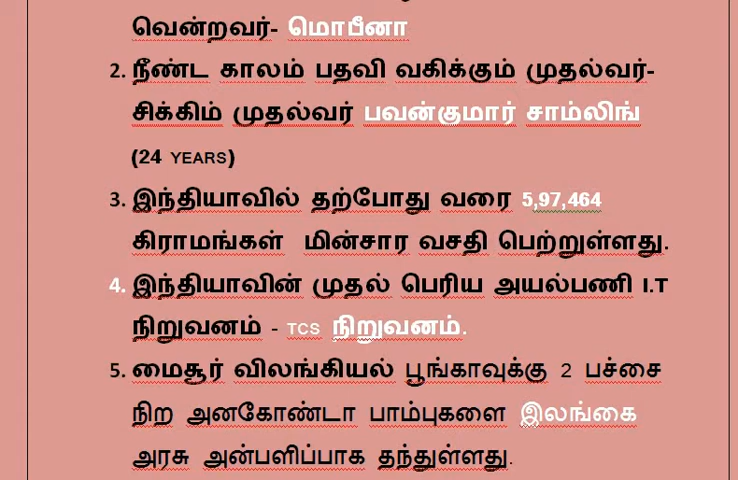 வென்றவர்- மொபீனா
2. நீண்ட காலம் பதவி வகிக்கும் முதல்வர்-
சிக்கிம் முதல்வர் பவன்குமார் சாம்லிங்
(24 YEARS)
3. இந்தியாவில் தற்போது வரை 5,97,464
கிராமங்கள் மின்சார வசதி பெற்றுள்ளது.
4. இந்தியாவின் முதல் பெரிய அயல்பணி I.T
நிறுவனம் - TCS நிறுவனம்.
5. மைசூர் விலங்கியல் பூங்காவுக்கு 2 பச்சை
நிற அனகோண்டா பாம்புகளை இலங்கை
அரசு அன்பளிப்பாக தந்துள்ளது.